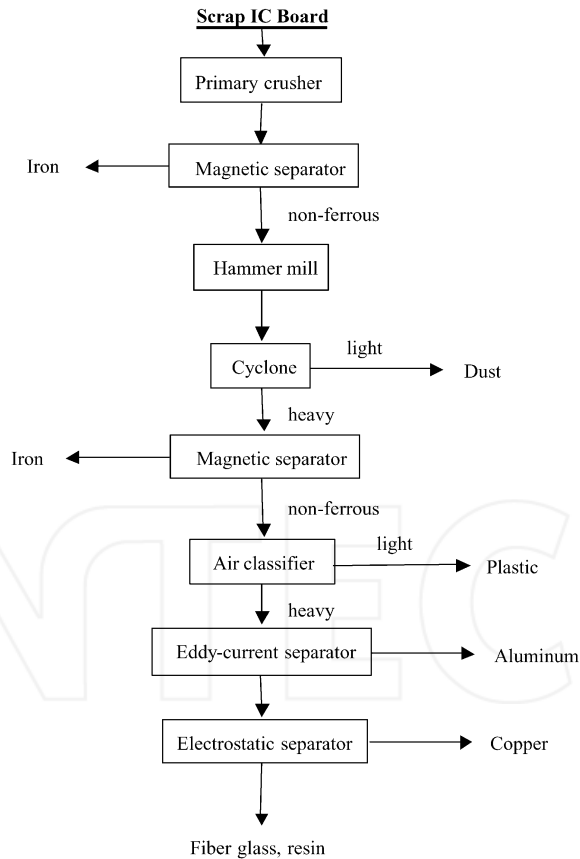 Scrap IC Board
Primary crusher
Iron
Magnetic separator
non-ferrous
Hammer mill
light
Cyclone
Dust
heavy
Iron
Magnetic separator
non-ferrous
light
Air classifier
Plastic
heavy
Eddy-current separator
Aluminum
Electrostatic separator
Copper
Fiber glass, resin
NTEC